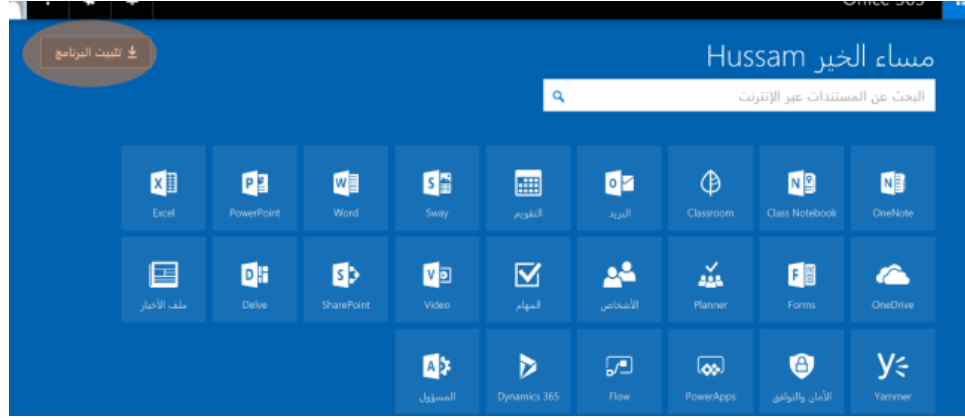 Office 365
مساء الخير Hussam
تثبيت البرنامج
البحث عن المستندات عبر الإنترنت
OneNote
Class Notebook
Classroom
البريد
التقويم
Sway
Word
PowerPoint
Excel
OneDrive
Forms
Planner
الأشخاص
المهام
Video
SharePoint
Delve
ملف الأخبار
Yammer
الأمان والتوافق
PowerApps
Flow
Dynamics 365
المسؤول